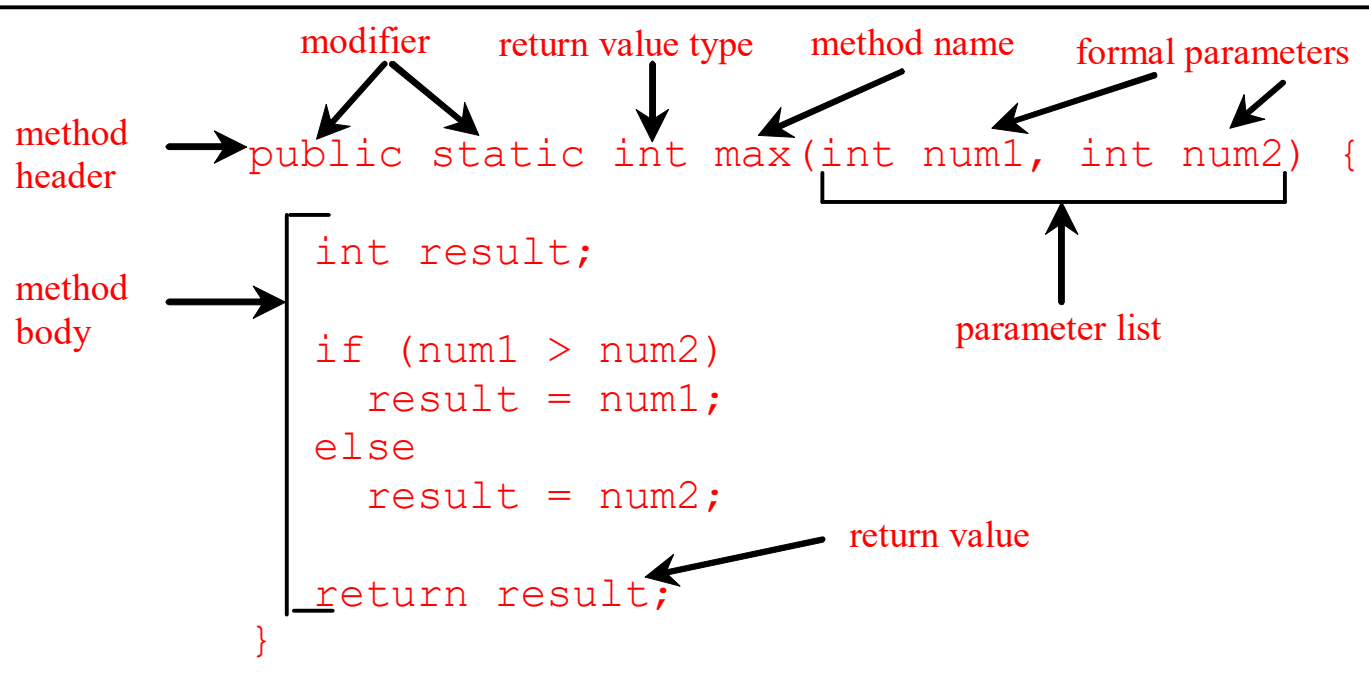 modifier return value type method name formal parameters
method
header
public static int max(int num1, int num2) {
int result;
method
body
parameter list
if (num1 > num2)
result = num1;
else
result = num2;
return value
return result;
}